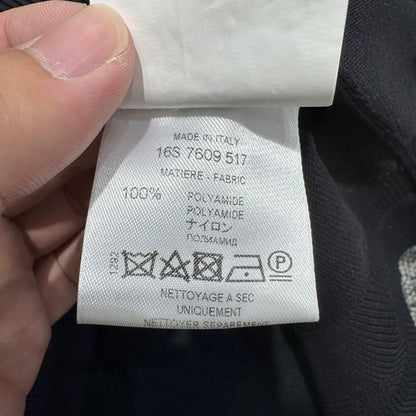 MADE IN ITALY
16S 7609 517
MATIERE - FABRIC
100% POLYAMIDE
POLYAMIDE
ナイロン
ПОЛИАМИД
1292
P
NETTOYAGE A SEC
UNIQUEMENT
NETTOYER SEPAREMENT